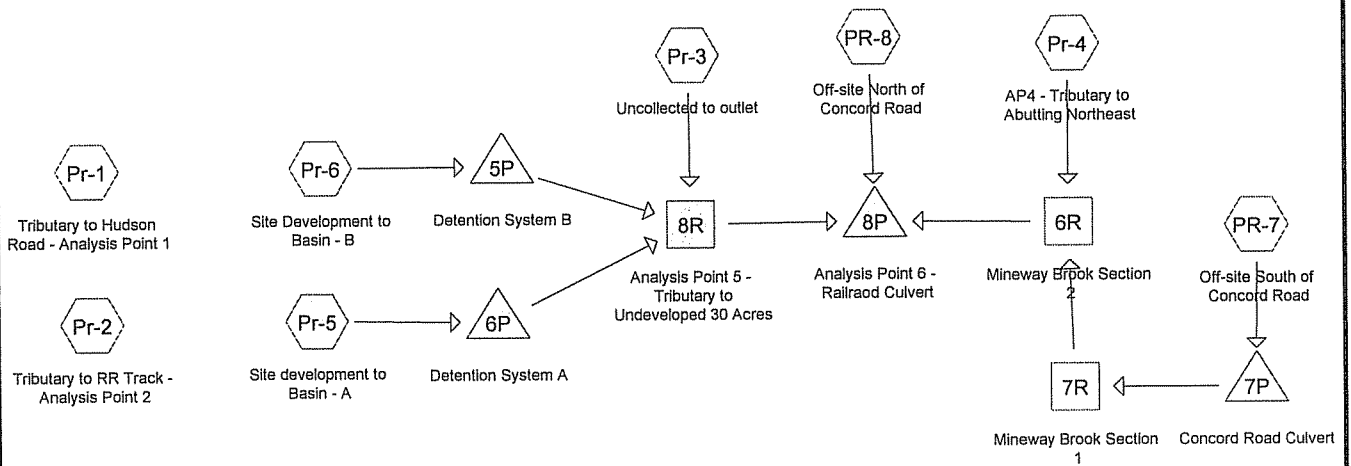 Pr-3
PR-8
Pr-4
Uncollected to outlet
Off-site North of
Concord Road
AP4 - Tributary to
Abutting Northeast
Pr-1
Tributary to Hudson
Road - Analysis Point 1
Pr-6
Site Development to
Basin - B
5P
Detention System B
8R
Analysis Point 5 -
Tributary to
Undeveloped 30 Acres
8P
Analysis Point 6 -
Railraod Culvert
6R
Mineway Brook Section
2
PR-7
Off-site South of
Concord Road
Pr-2
Tributary to RR Track -
Analysis Point 2
Pr-5
Site development to
Basin - A
6P
Detention System A
7R
Mineway Brook Section
1
7P
Concord Road Culvert